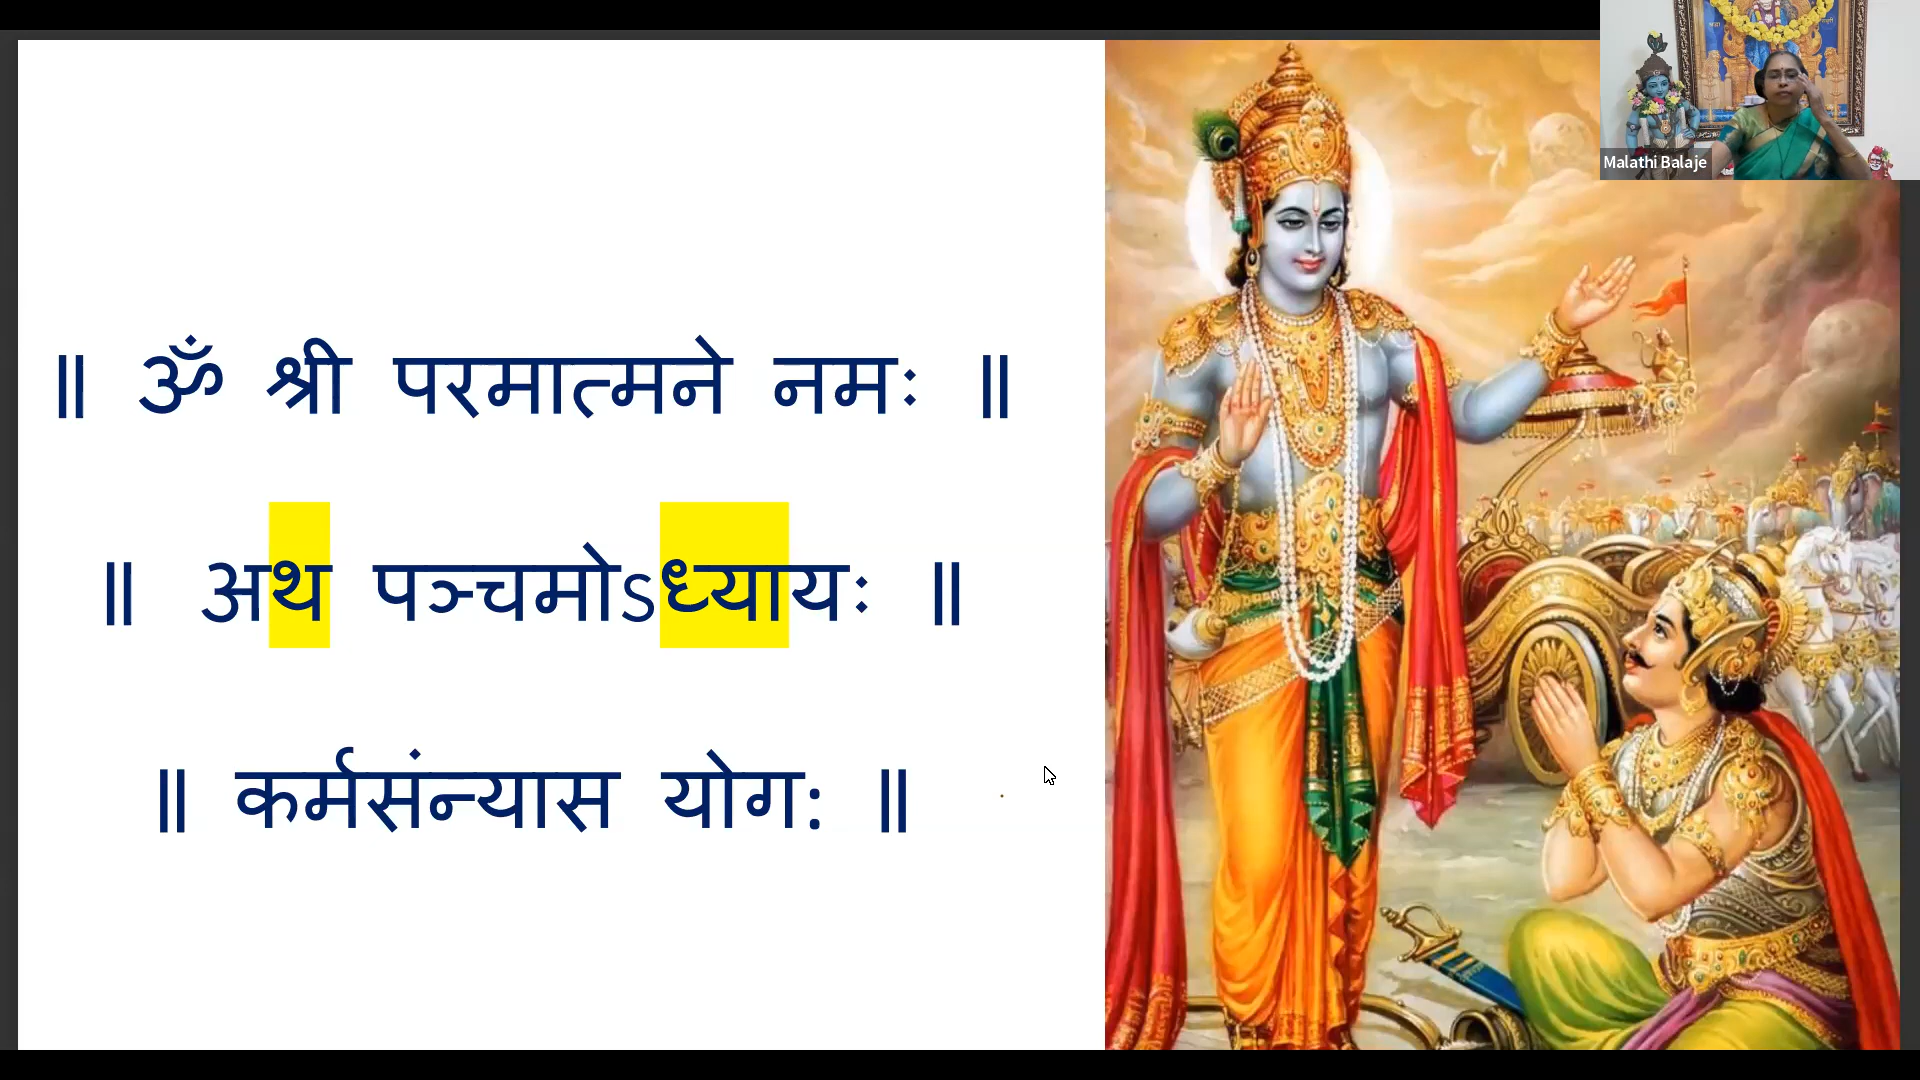 ॥ ॐ श्री परमात्मने नमः ॥
॥ अथ पञ्चमोऽध्यायः ॥
॥ कर्मसंन्यास योग: ॥
Malathi Balaje